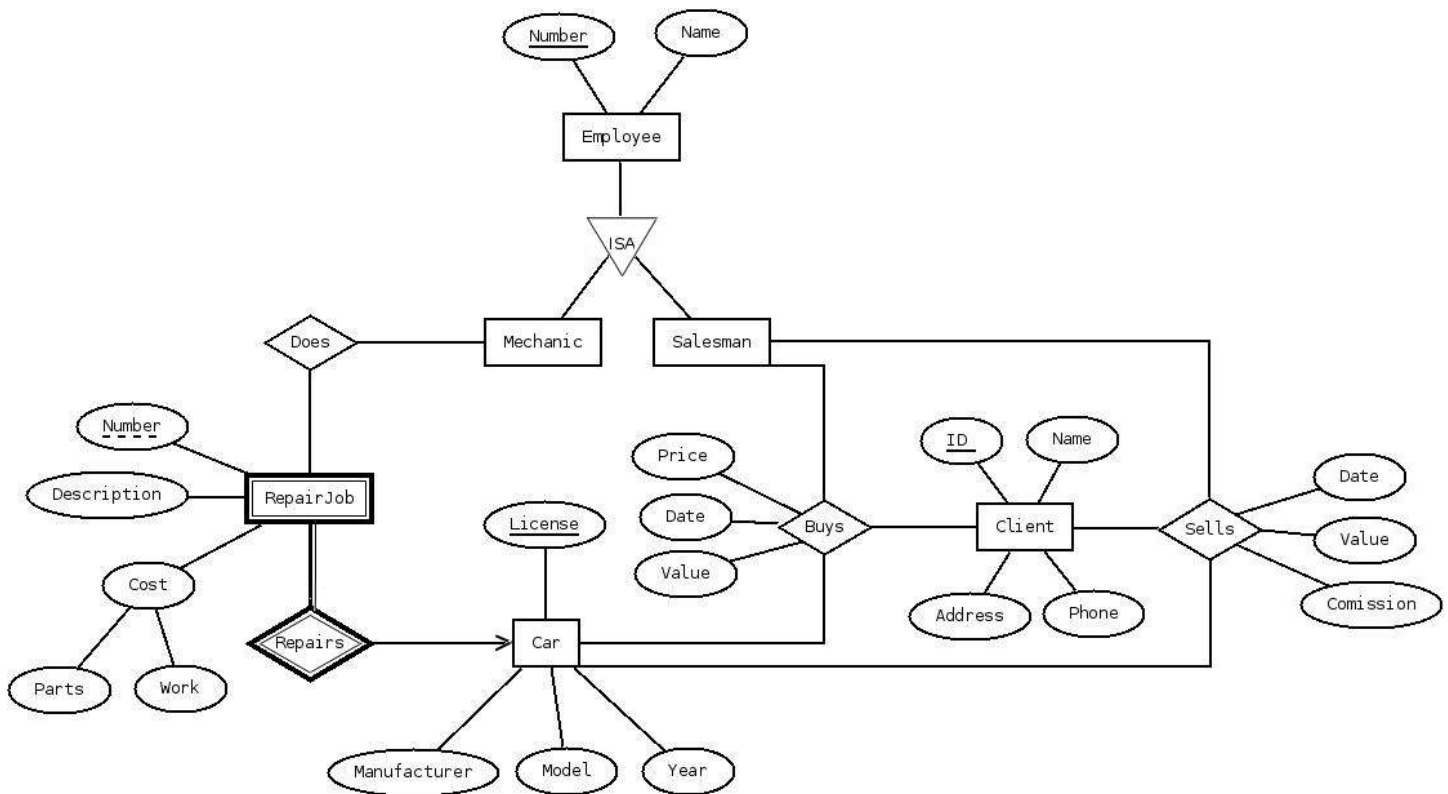 Number
Name
Employee
ISA
Does
Mechanic
Salesman
Number
ID
Name
Price
Description
RepairJob
Date
License
Date
Buys
Client
Sells
Value
Value
Cost
Address
Phone
Comission
Repairs
Car
Parts
Work
Manufacturer
Model
Year